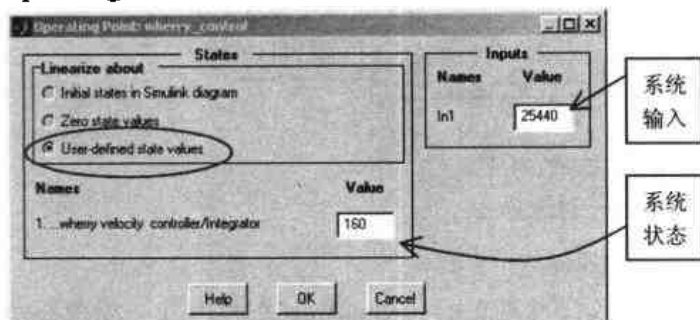 Operating Point: wherry_control
States
Linearize about
Initial states in Simulink diagram
Zero state values
User-defined state values
Names
Value
1. ...wherry velocity controller/Integrator
160
Inputs
Names
Value
In1
25440
Help
OK
Cancel
系统
输入
系统
状态